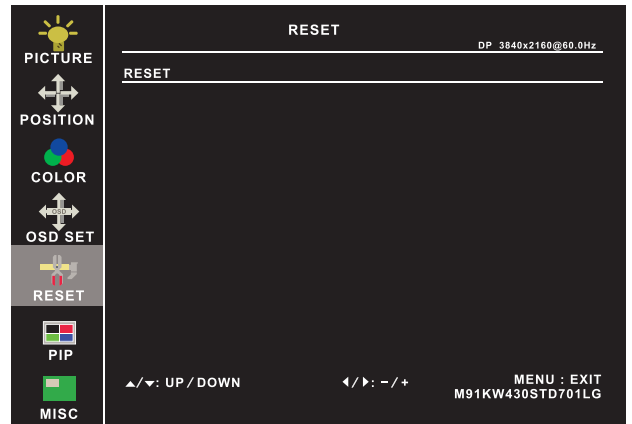 PICTURE
POSITION
COLOR
OSD
OSD SET
RESET
PIP
MISC
RESET
DP 3840x2160@60.0Hz
RESET
▲/▼: UP / DOWN
◀/▶: - / +
MENU : EXIT
M91KW430STD701LG